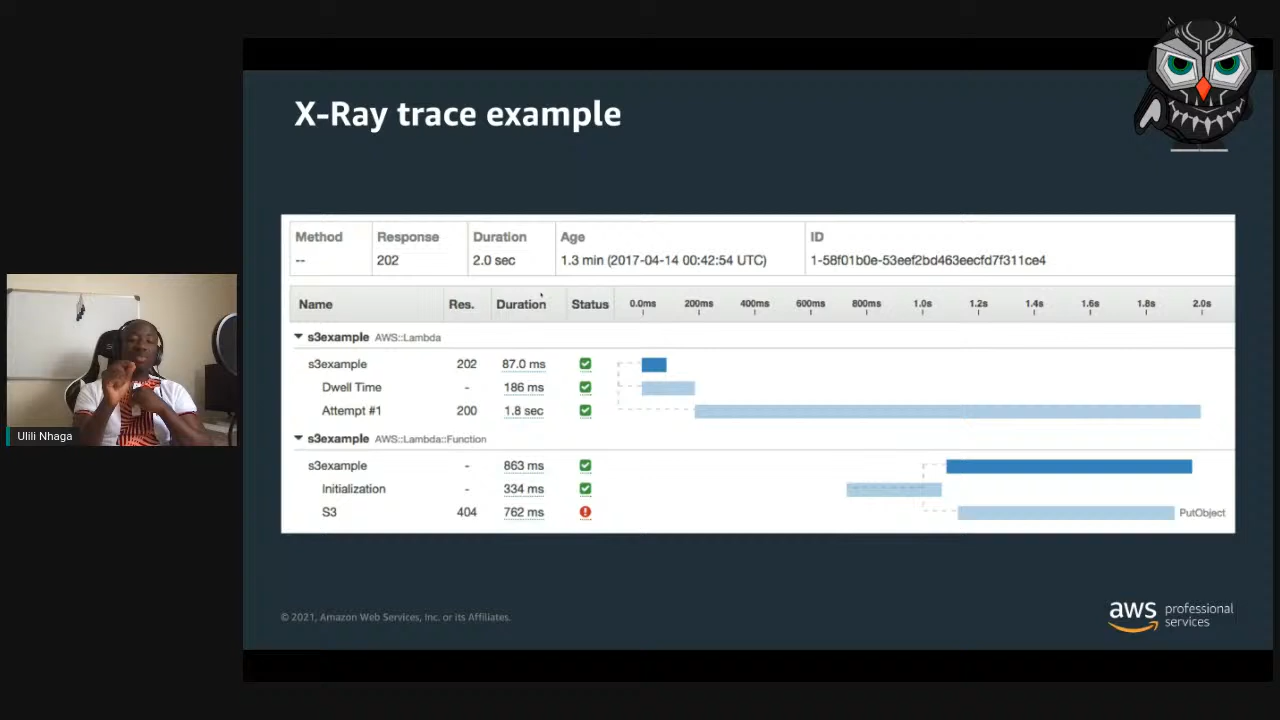 X-Ray trace example
Method Response Duration Age ID
-- 202 2.0 sec 1.3 min (2017-04-14 00:42:54 UTC) 1-58f01b0e-53eef2bd463eecfd7f311ce4
Name Res. Duration Status 0.0ms 200ms 400ms 600ms 800ms 1.0s 1.2s 1.4s 1.6s 1.8s 2.0s
s3example AWS::Lambda
s3example 202 87.0 ms
Dwell Time - 186 ms
Attempt #1 200 1.8 sec
s3example AWS::Lambda::Function
s3example - 863 ms
Initialization - 334 ms
S3 404 762 ms PutObject
Ulili Nhaga
© 2021, Amazon Web Services, Inc. or its Affiliates.
aws professional services